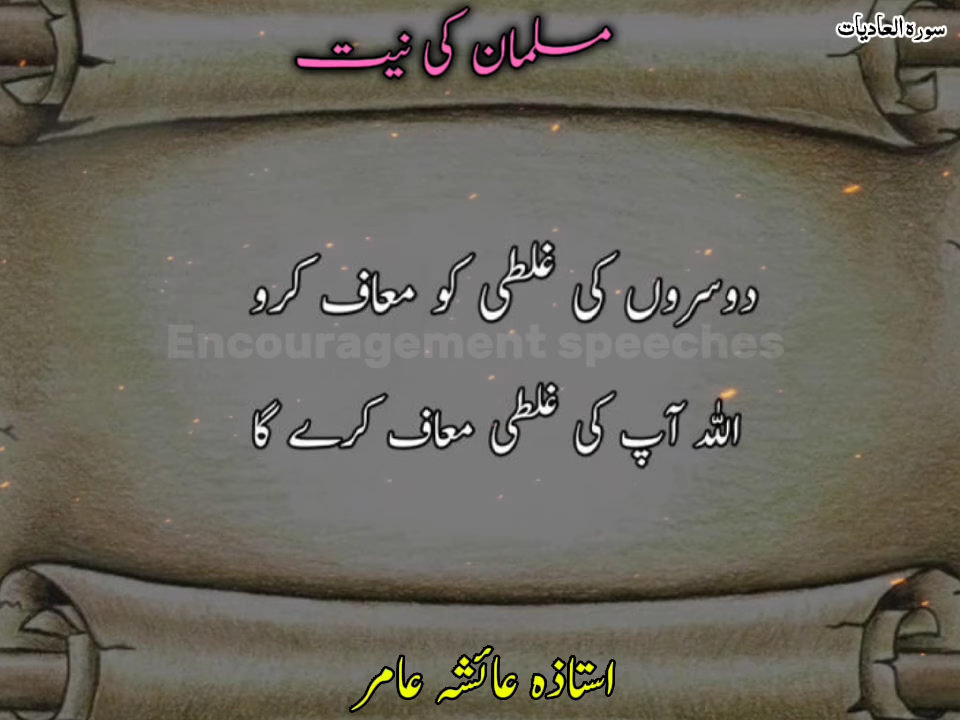 سورہ العادیات
مسلمان کی نیت
دوسروں کی غلطی کو معاف کرو
Encouragement speeches
اللہ آپ کی غلطی معاف کرے گا
استاذہ عائشہ عامر